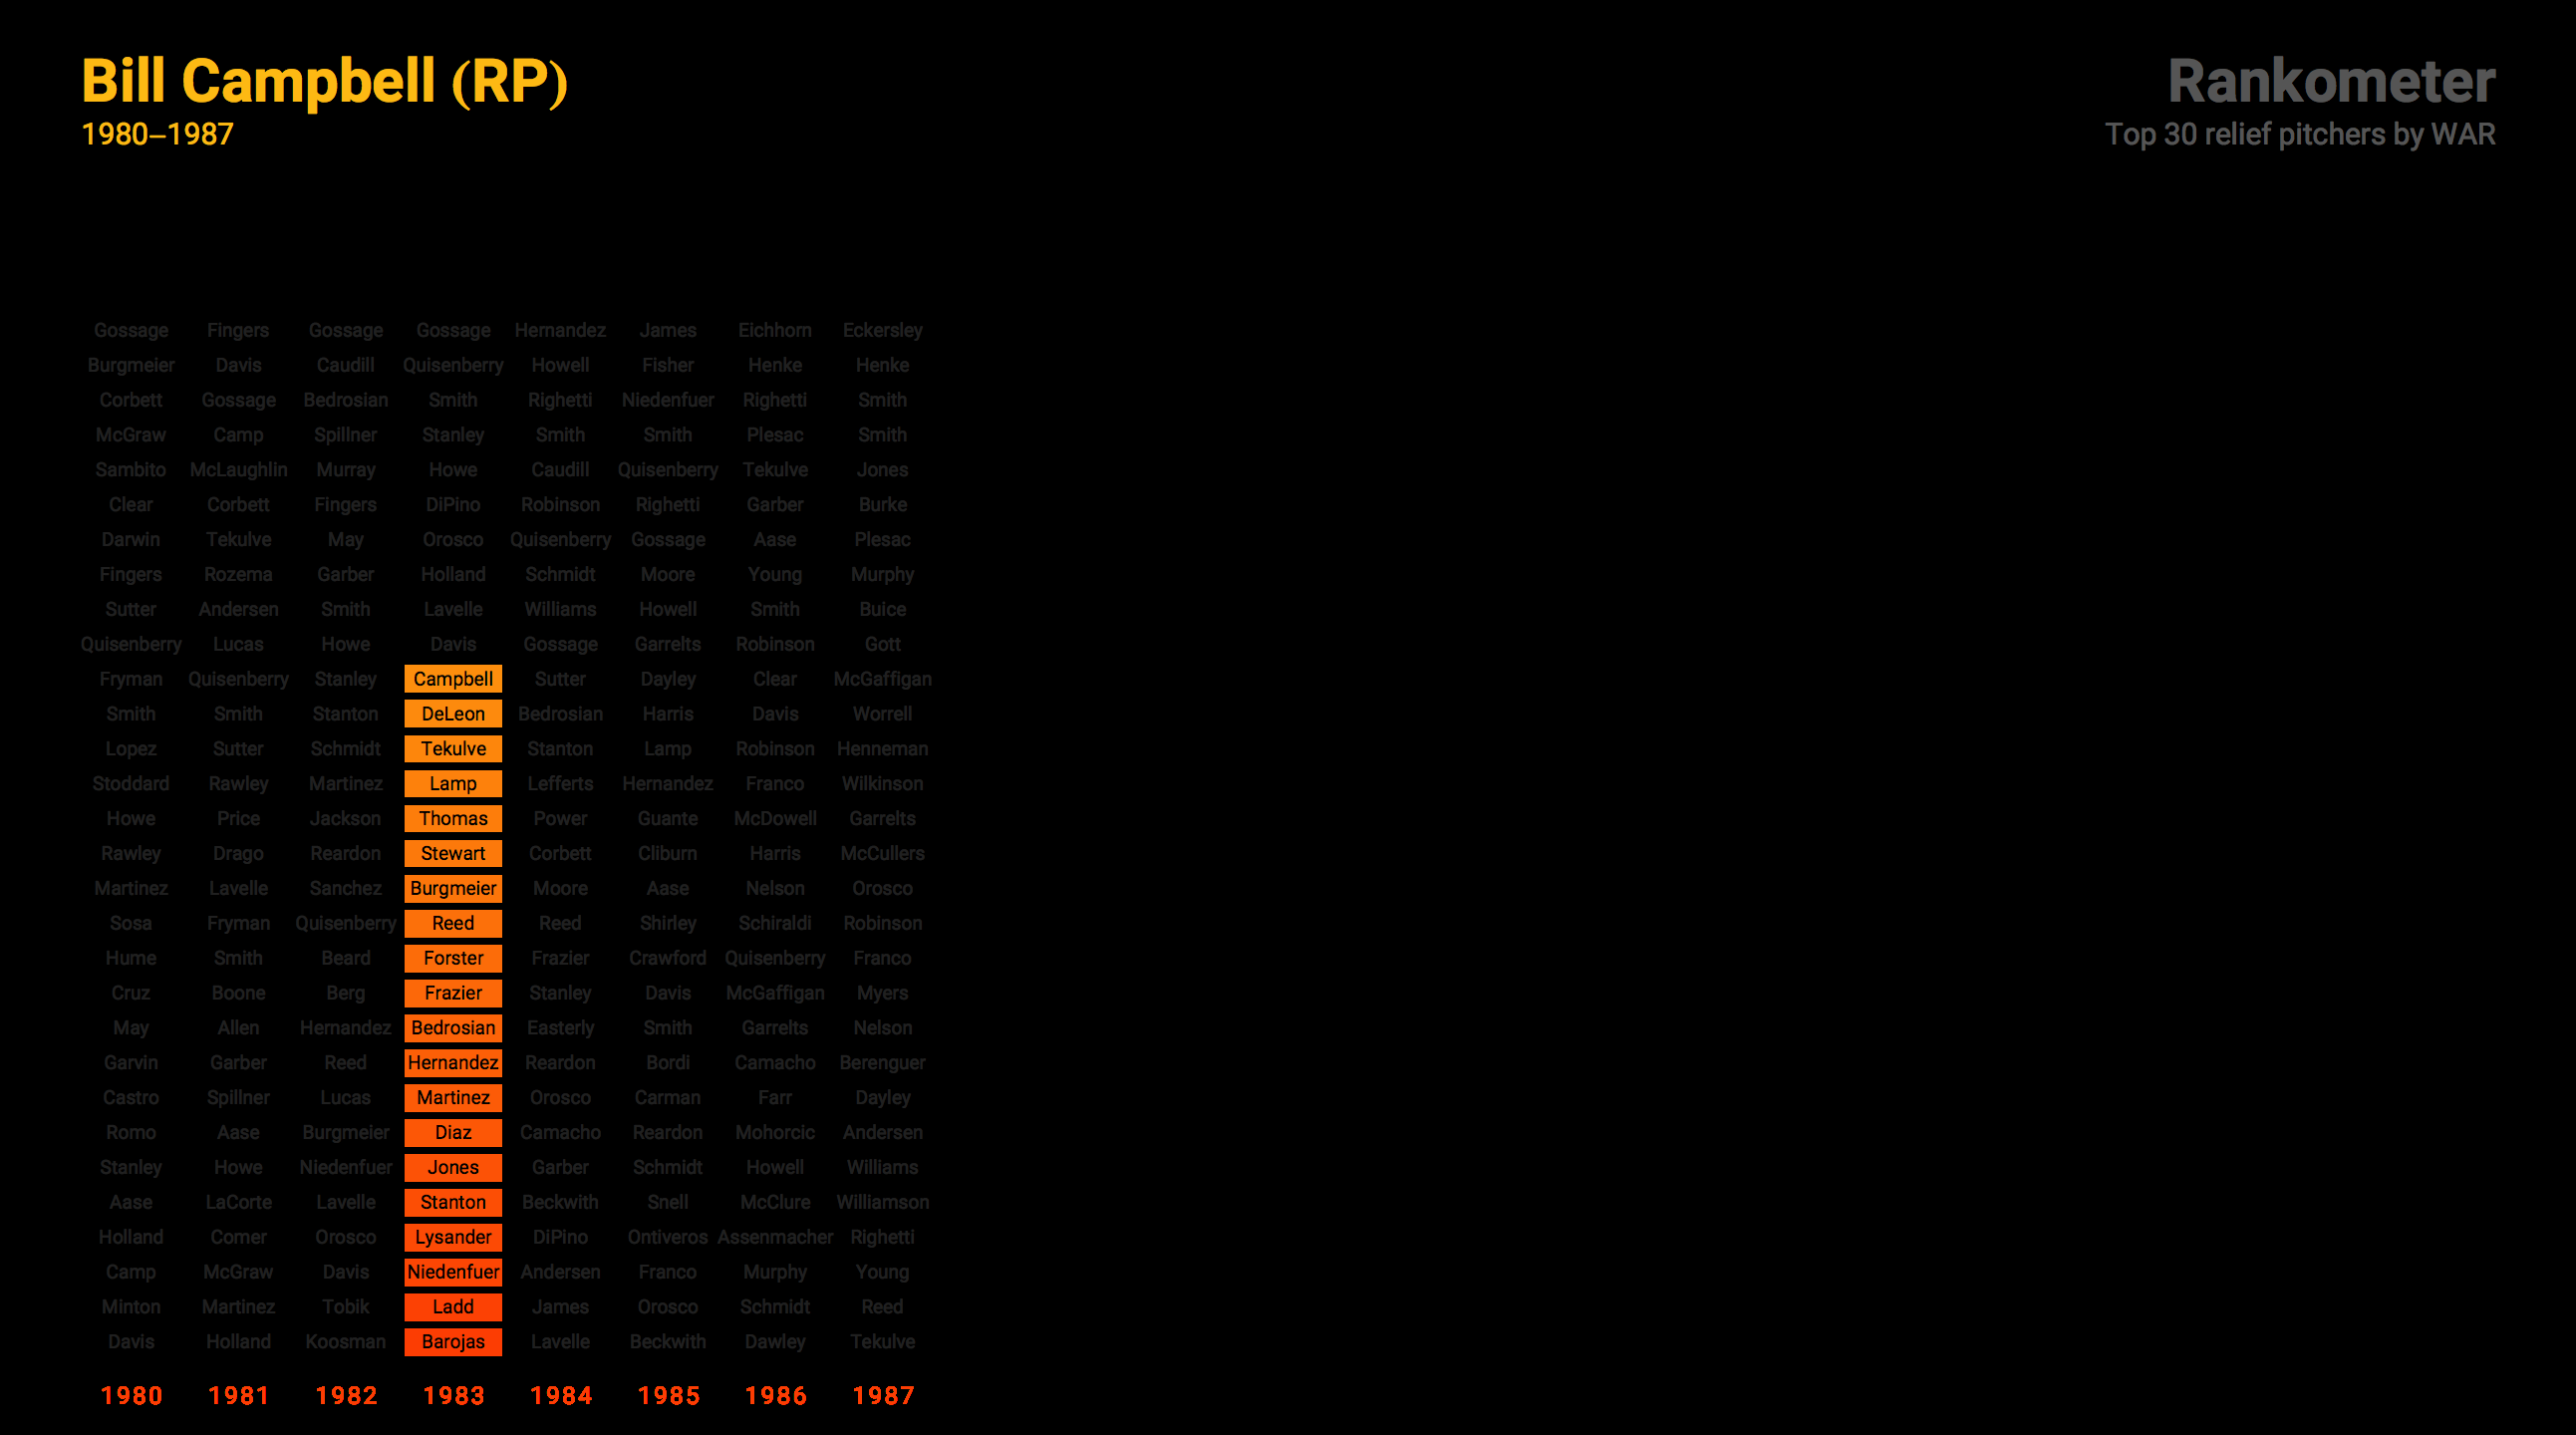 Bill Campbell (RP)
1980–1987
Rankometer
Top 30 relief pitchers by WAR
Gossage Fingers Gossage Gossage Hernandez James Eichhorn Eckersley
Burgmeier Davis Caudill Quisenberry Howell Fisher Henke Henke
Corbett Gossage Bedrosian Smith Righetti Niedenfuer Righetti Smith
McGraw Camp Spillner Stanley Smith Smith Plesac Smith
Sambito McLaughlin Murray Howe Caudill Quisenberry Tekulve Jones
Clear Corbett Fingers DiPino Robinson Righetti Garber Burke
Darwin Tekulve May Orosco Quisenberry Gossage Aase Plesac
Fingers Rozema Garber Holland Schmidt Moore Young Murphy
Sutter Andersen Smith Lavelle Williams Howell Smith Buice
Quisenberry Lucas Howe Davis Gossage Garrelts Robinson Gott
Fryman Quisenberry Stanley Campbell Sutter Dayley Clear McGaffigan
Smith Smith Stanton DeLeon Bedrosian Harris Davis Worrell
Lopez Sutter Schmidt Tekulve Stanton Lamp Robinson Henneman
Stoddard Rawley Martinez Lamp Lefferts Hernandez Franco Wilkinson
Howe Price Jackson Thomas Power Guante McDowell Garrelts
Rawley Drago Reardon Stewart Corbett Cliburn Harris McCullers
Martinez Lavelle Sanchez Burgmeier Moore Aase Nelson Orosco
Sosa Fryman Quisenberry Reed Reed Shirley Schiraldi Robinson
Hume Smith Beard Forster Frazier Crawford Quisenberry Franco
Cruz Boone Berg Frazier Stanley Davis McGaffigan Myers
May Allen Hernandez Bedrosian Easterly Smith Garrelts Nelson
Garvin Garber Reed Hernandez Reardon Bordi Camacho Berenguer
Castro Spillner Lucas Martinez Orosco Carman Farr Dayley
Romo Aase Burgmeier Diaz Camacho Reardon Mohorcic Andersen
Stanley Howe Niedenfuer Jones Garber Schmidt Howell Williams
Aase LaCorte Lavelle Stanton Beckwith Snell McClure Williamson
Holland Comer Orosco Lysander DiPino Ontiveros Assenmacher Righetti
Camp McGraw Davis Niedenfuer Andersen Franco Murphy Young
Minton Martinez Tobik Ladd James Orosco Schmidt Reed
Davis Holland Koosman Barojas Lavelle Beckwith Dawley Tekulve
1980 1981 1982 1983 1984 1985 1986 1987